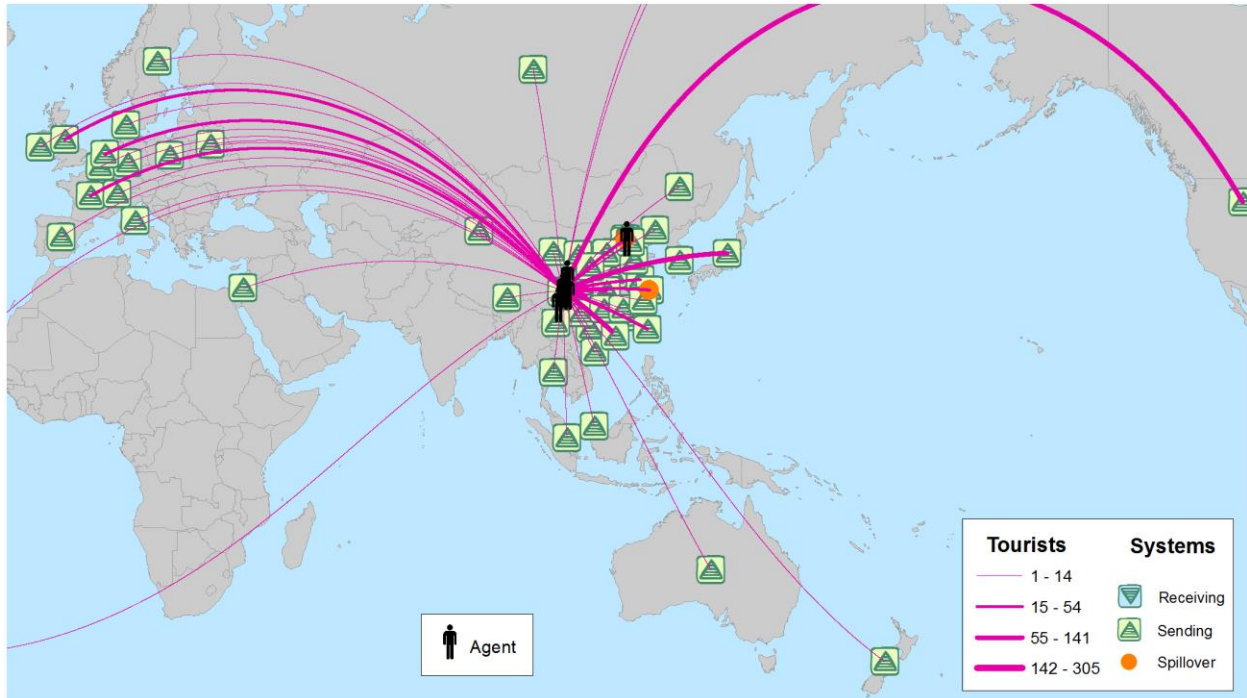 Agent
Tourists
1 - 14
15 - 54
55 - 141
142 - 305
Systems
Receiving
Sending
Spillover